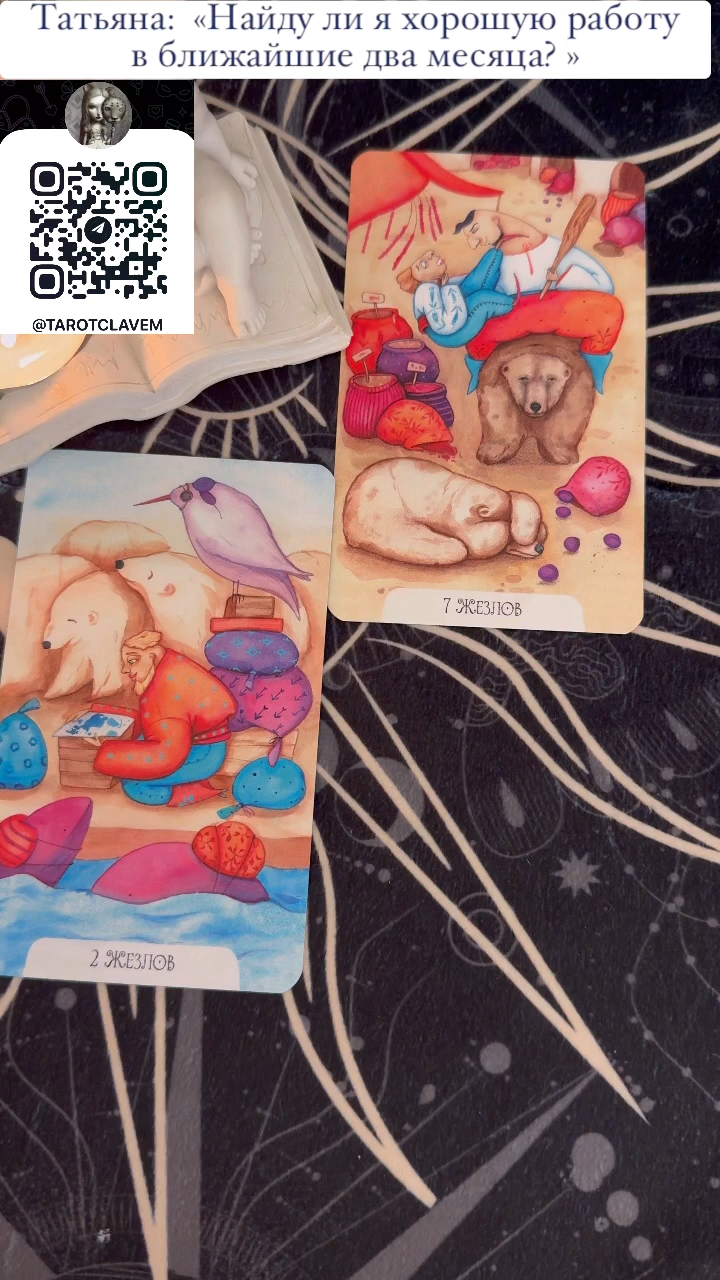 Татьяна: «Найду ли я хорошую работу
в ближайшие два месяца? »
@TAROTCLAVEM
7 ЖЕЗЛОВ
2 ЖЕЗЛОВ